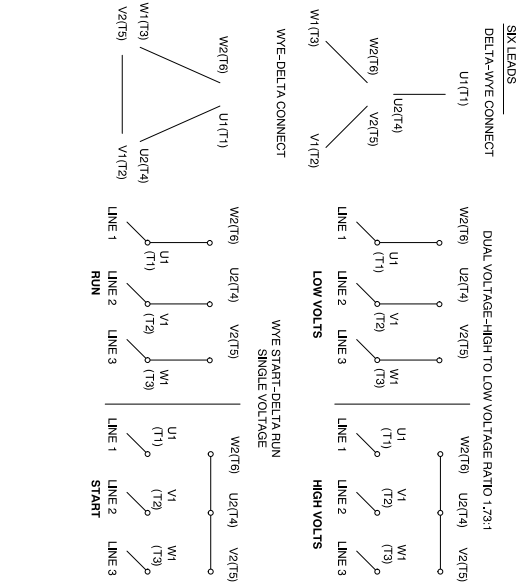 SIX LEADS
DELTA-WYE CONNECT
U1(T1)
U2(T4)
W2(T6)
V2(T5)
W1(T3)
V1(T2)
WYE-DELTA CONNECT
W2(T6)
U1(T1)
W1(T3)
U2(T4)
V2(T5)
V1(T2)
DUAL VOLTAGE-HIGH TO LOW VOLTAGE RATIO 1.73:1
W2(T6)
U2(T4)
V2(T5)
U1
(T1)
V1
(T2)
W1
(T3)
LINE 1
LINE 2
LINE 3
LOW VOLTS
W2(T6)
U2(T4)
V2(T5)
U1
(T1)
V1
(T2)
W1
(T3)
LINE 1
LINE 2
LINE 3
HIGH VOLTS
WYE START-DELTA RUN
SINGLE VOLTAGE
W2(T6)
U2(T4)
V2(T5)
U1
(T1)
V1
(T2)
W1
(T3)
LINE 1
LINE 2
LINE 3
RUN
W2(T6)
U2(T4)
V2(T5)
U1
(T1)
V1
(T2)
W1
(T3)
LINE 1
LINE 2
LINE 3
START